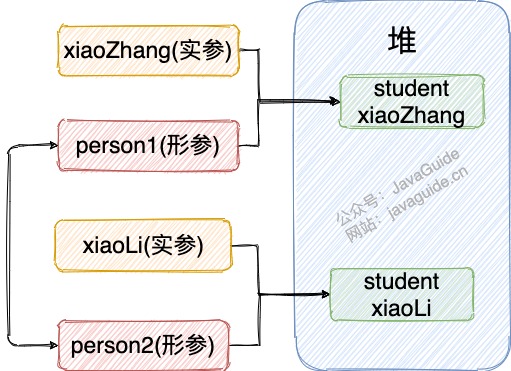 xiaoZhang(实参)
person1(形参)
xiaoLi(实参)
person2(形参)
堆
student
xiaoZhang
公众号：JavaGuide
网站：javaguide.cn
student
xiaoLi